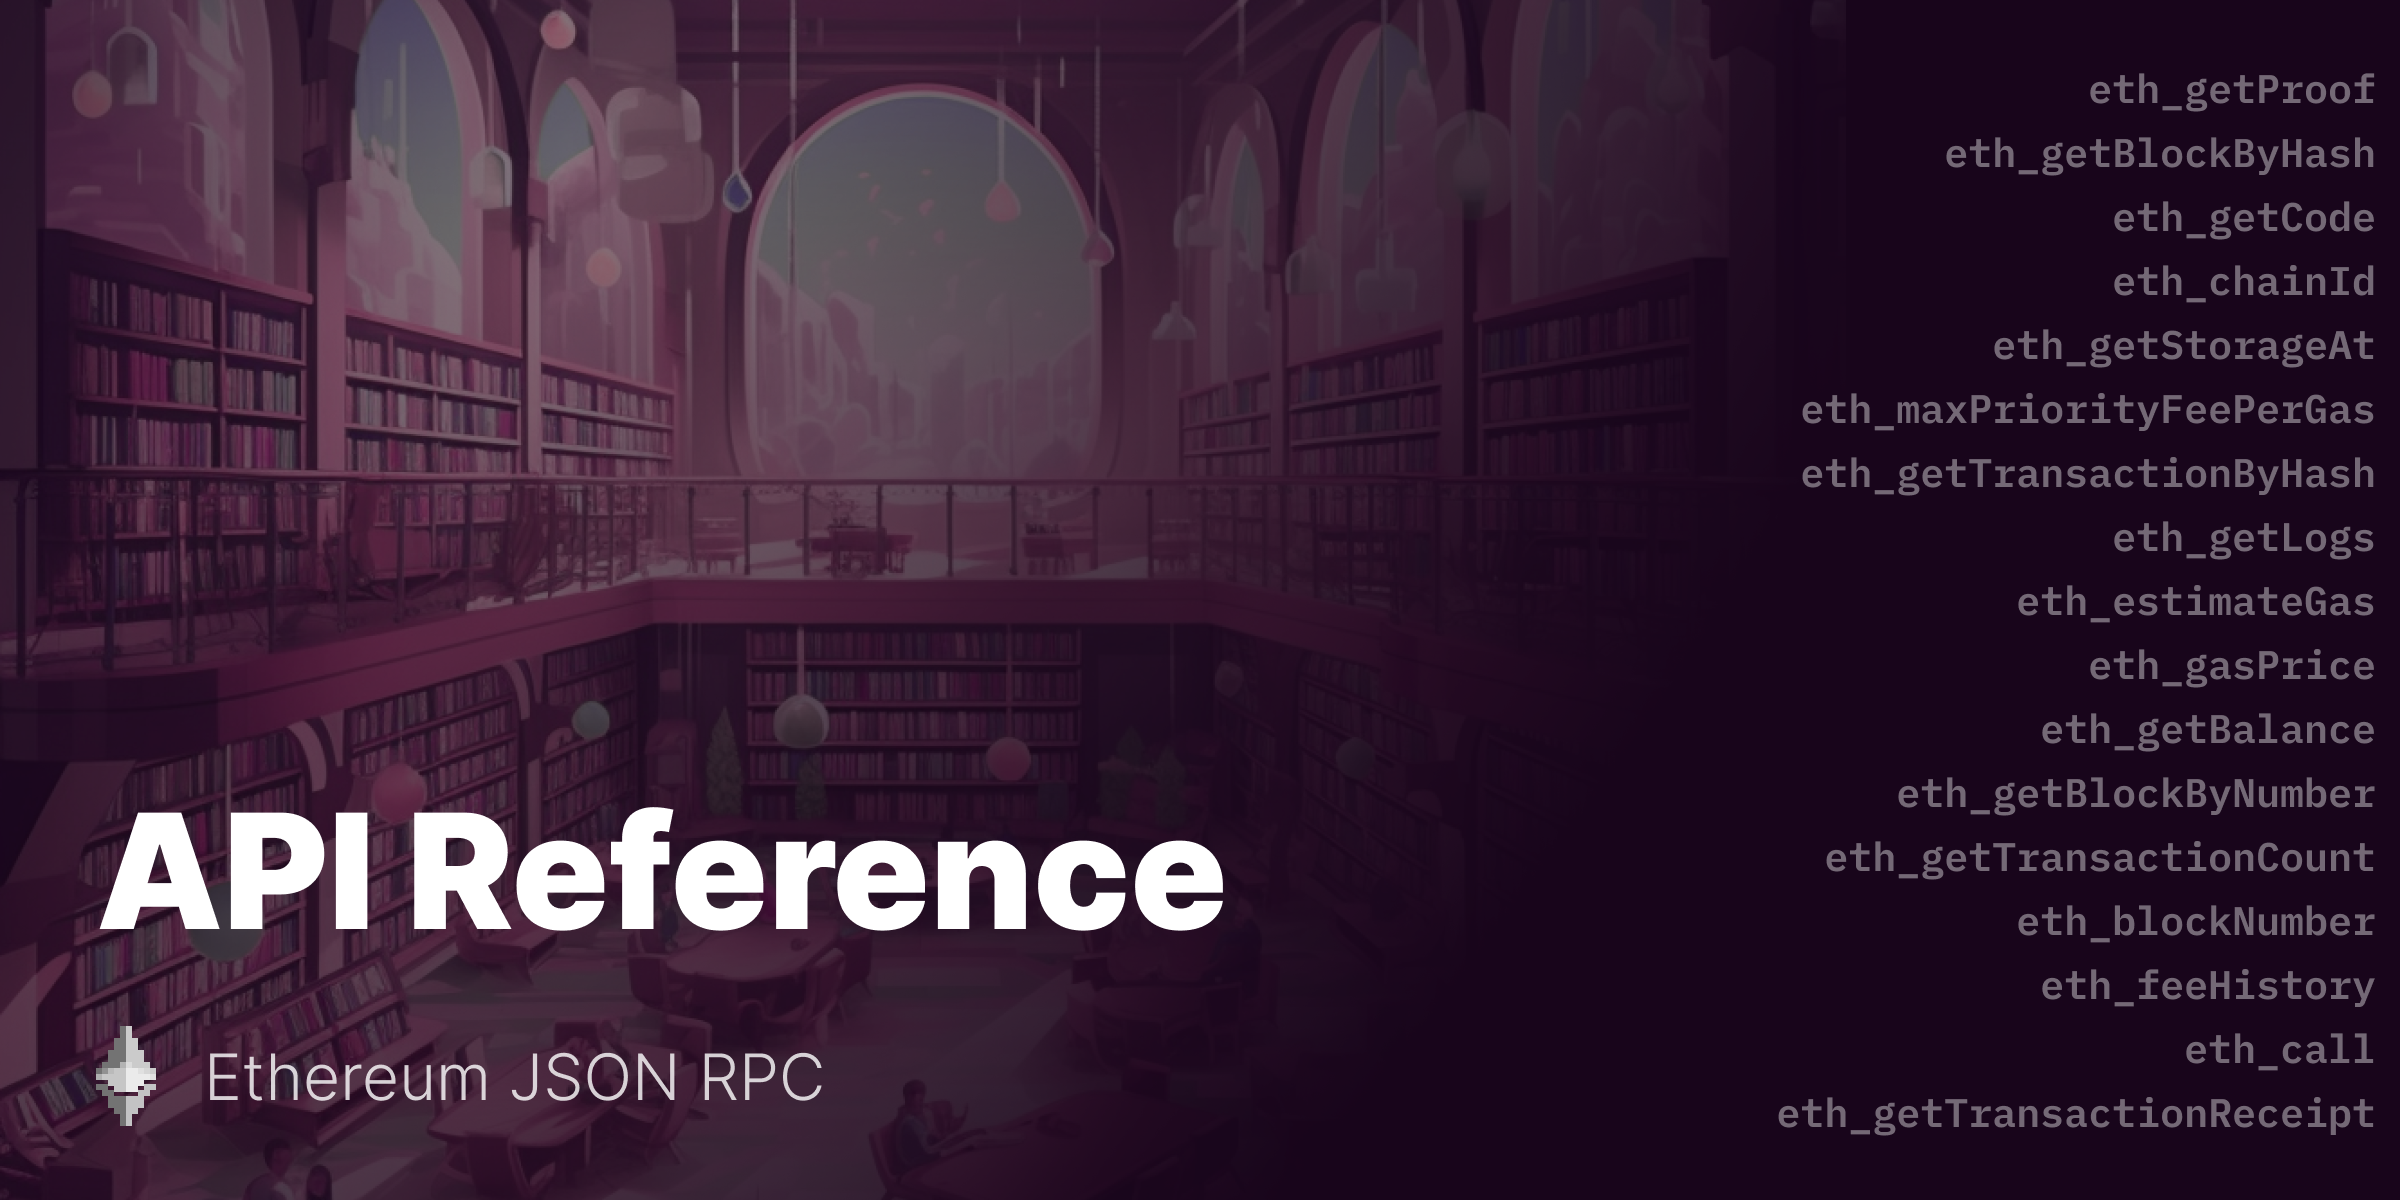 API Reference
Ethereum JSON RPC
eth_getProof
eth_getBlockByHash
eth_getCode
eth_chainId
eth_getStorageAt
eth_maxPriorityFeePerGas
eth_getTransactionByHash
eth_getLogs
eth_estimateGas
eth_gasPrice
eth_getBalance
eth_getBlockByNumber
eth_getTransactionCount
eth_blockNumber
eth_feeHistory
eth_call
eth_getTransactionReceipt